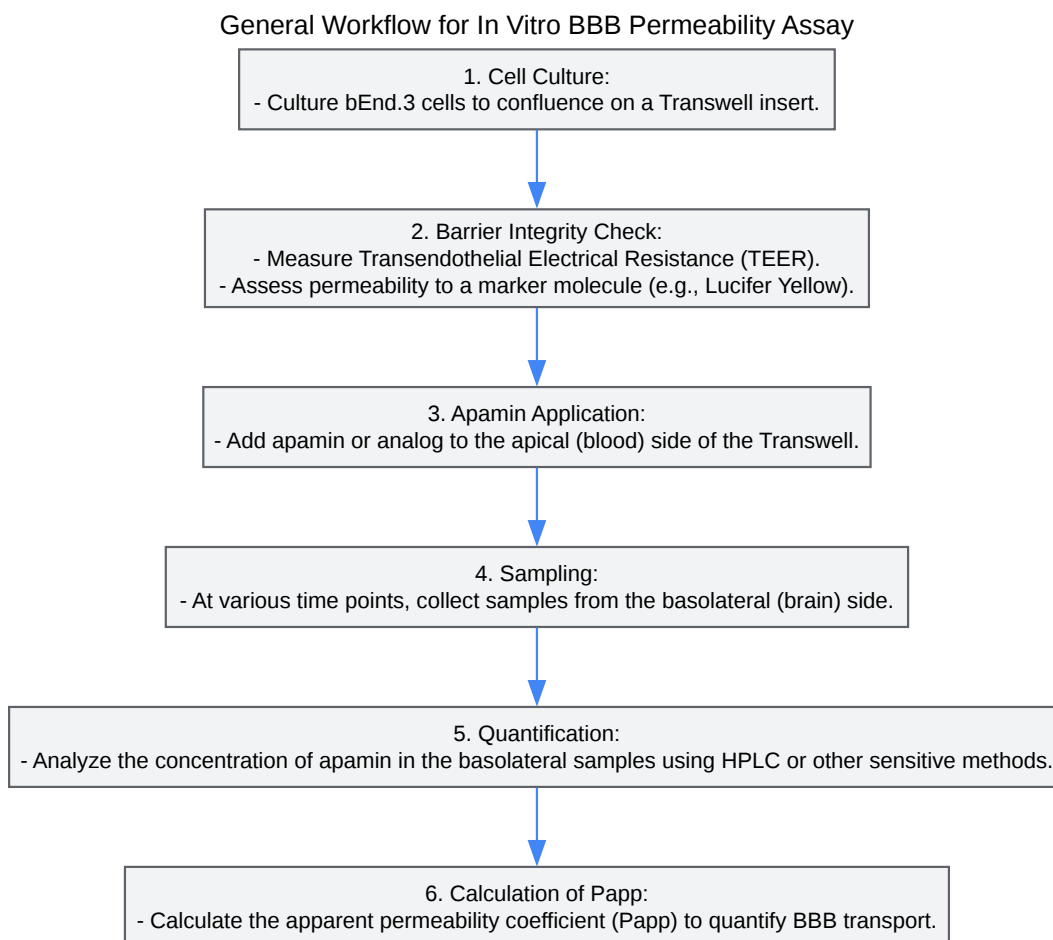 General Workflow for In Vitro BBB Permeability Assay
1. Cell Culture:
- Culture bEnd.3 cells to confluence on a Transwell insert.
2. Barrier Integrity Check:
- Measure Transendothelial Electrical Resistance (TEER).
- Assess permeability to a marker molecule (e.g., Lucifer Yellow).
3. Apamin Application:
- Add apamin or analog to the apical (blood) side of the Transwell.
4. Sampling:
- At various time points, collect samples from the basolateral (brain) side.
5. Quantification:
- Analyze the concentration of apamin in the basolateral samples using HPLC or other sensitive methods.
6. Calculation of Papp:
- Calculate the apparent permeability coefficient (Papp) to quantify BBB transport.